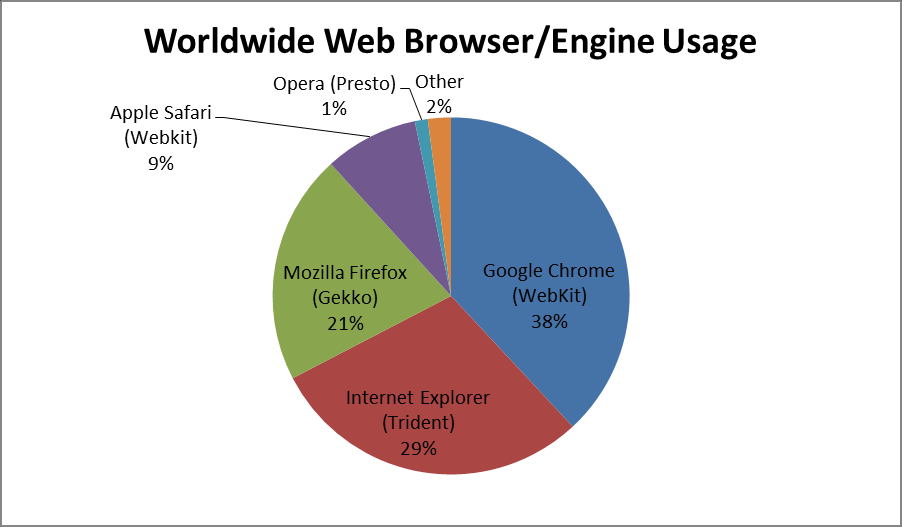 Worldwide Web Browser/Engine Usage
Opera (Presto)
1%
Other
2%
Apple Safari
(Webkit)
9%
Google Chrome
(WebKit)
38%
Mozilla Firefox
(Gekko)
21%
Internet Explorer
(Trident)
29%